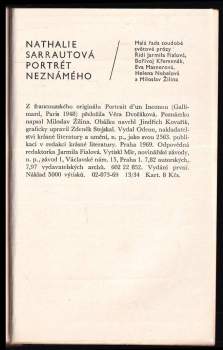 NATHALIE
SARRAUTOVÁ
PORTRÉT
NEZNÁMÉHO
Malá řada soudobé
světové prózy
Řídí Jarmila Fialová,
Bořivoj Křemenák,
Eva Masnerová,
Helena Nebelová
a Miloslav Žilina
Z francouzského originálu Portrait d'un Inconnu (Galli-
mard, Paris 1948) přeložila Věra Dvořáková. Poznámku
napsal Miloslav Žilina. Obálku navrhl Jindřich Kovařík,
graficky upravil Zdeněk Stejskal. Vydal Odeon, nakladatel-
ství krásné literatury a umění, n. p., jako svou 2563. publi-
kaci v redakci krásné literatury. Praha 1969. Odpovědná
redaktorka Jarmila Fialová. Vytiskl Mír, novinářské závody,
n. p., závod 1, Václavské nám. 15, Praha 1. 7,82 autorských,
7,97 vydavatelských archů. 602 22 852. Vydání první.
Náklad 5000 výtisků. 02-073-69 13/34 Kart. 8 Kčs.